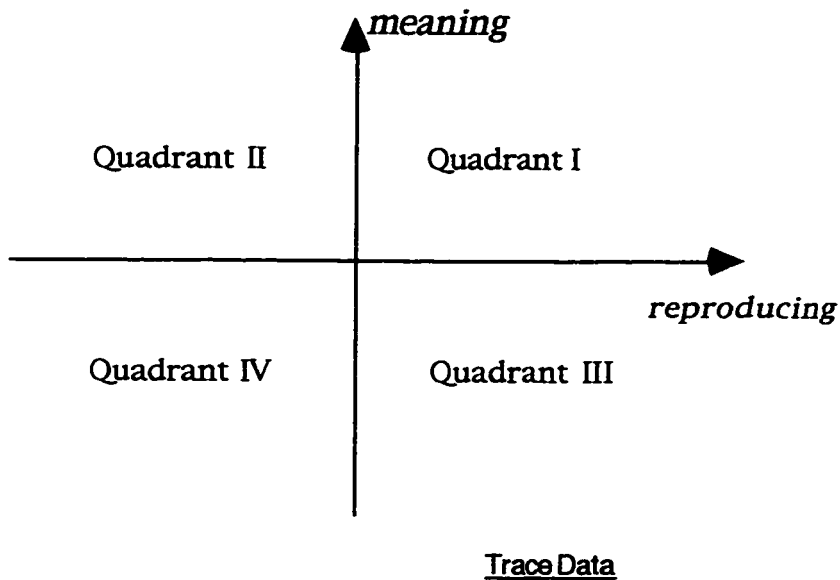 meaning
Quadrant II Quadrant I
reproducing
Quadrant IV Quadrant III
Trace Data